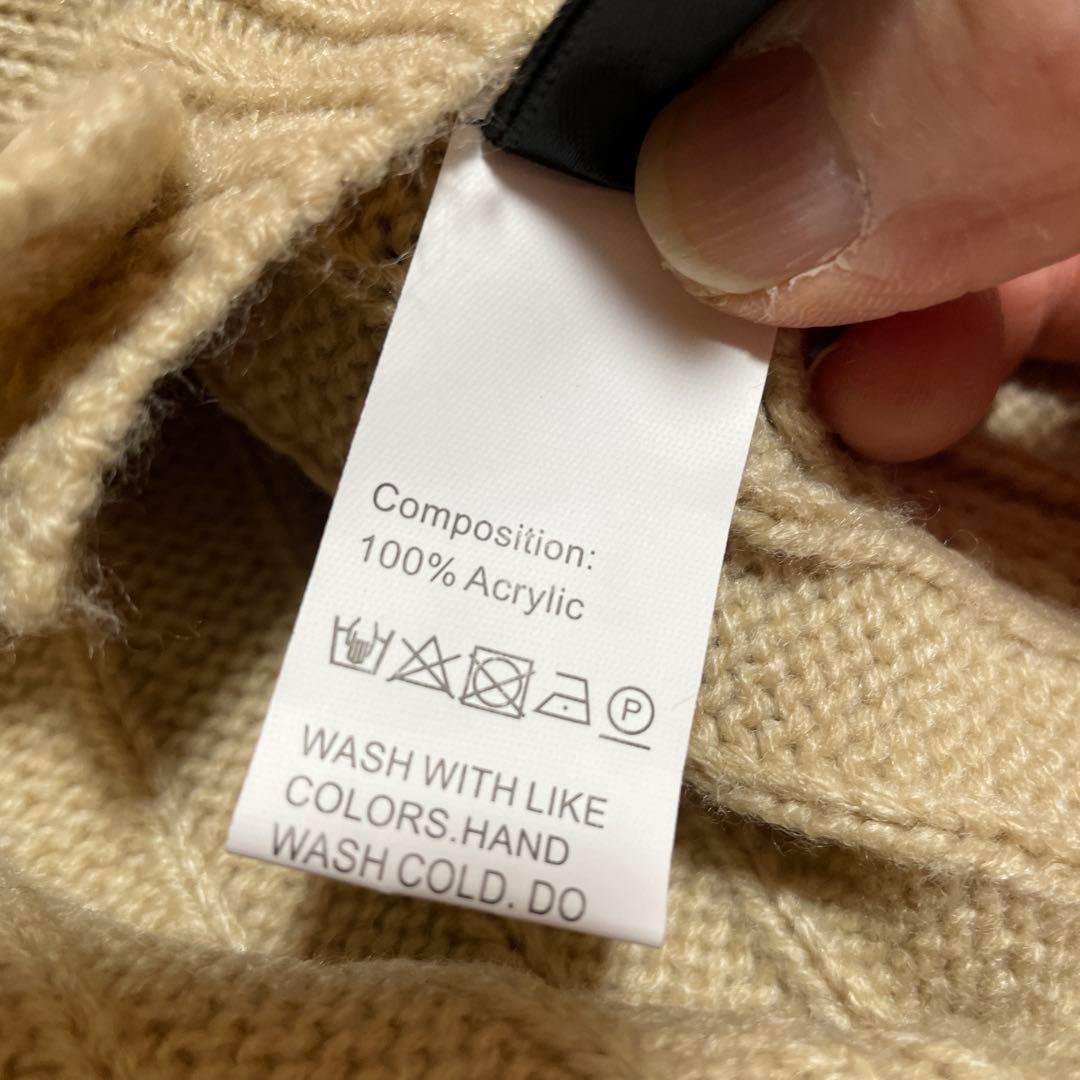 Composition:
100% Acrylic
P
WASH WITH LIKE
COLORS.HAND
WASH COLD. DO